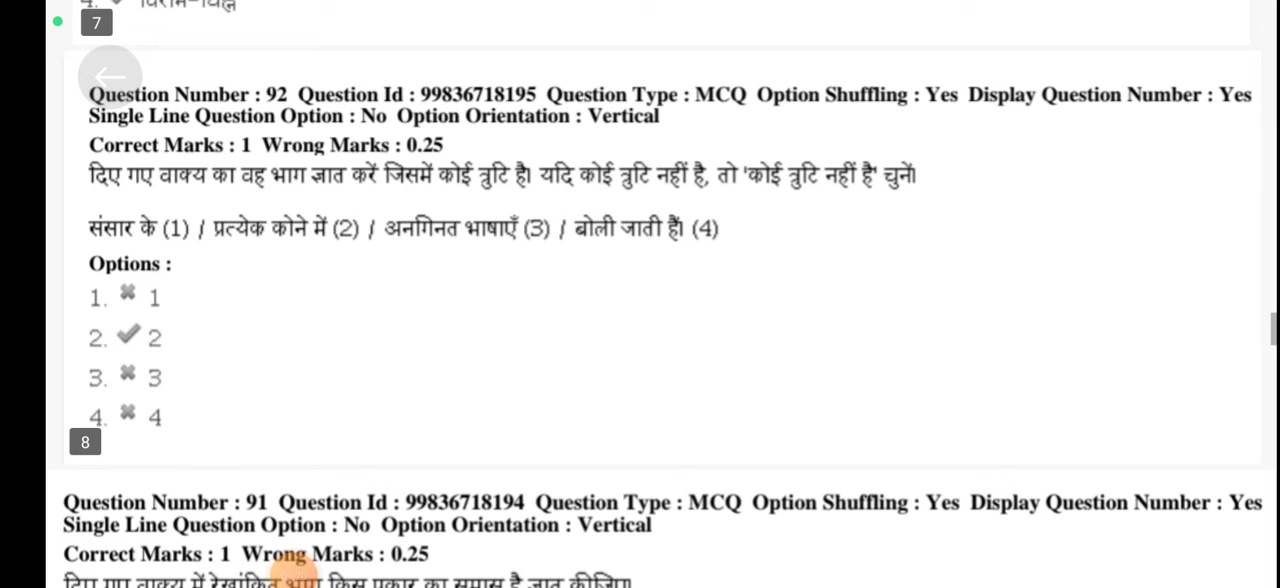 7
Question Number : 92 Question Id : 99836718195 Question Type : MCQ Option Shuffling : Yes Display Question Number : Yes
Single Line Question Option : No Option Orientation : Vertical
Correct Marks : 1 Wrong Marks : 0.25
दिए गए वाक्य का वह भाग ज्ञात करें जिसमें कोई त्रुटि है। यदि कोई त्रुटि नहीं है, तो 'कोई त्रुटि नहीं है' चुनें।
संसार के (1) / प्रत्येक कोने में (2) / अनगिनत भाषाएँ (3) / बोली जाती हैं। (4)
Options :
1. ✖ 1
2. ✔ 2
3. ✖ 3
4. ✖ 4
8
Question Number : 91 Question Id : 99836718194 Question Type : MCQ Option Shuffling : Yes Display Question Number : Yes
Single Line Question Option : No Option Orientation : Vertical
Correct Marks : 1 Wrong Marks : 0.25
दिए गए वाक्य में रेखांकित भाग किस प्रकार का समास है ज्ञात कीजिए।